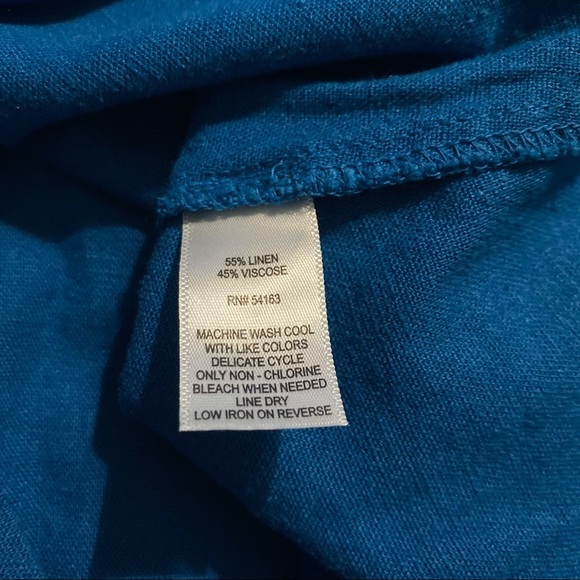 55% LINEN
45% VISCOSE
RN# 54163
MACHINE WASH COOL
WITH LIKE COLORS
DELICATE CYCLE
ONLY NON - CHLORINE
BLEACH WHEN NEEDED
LINE DRY
LOW IRON ON REVERSE